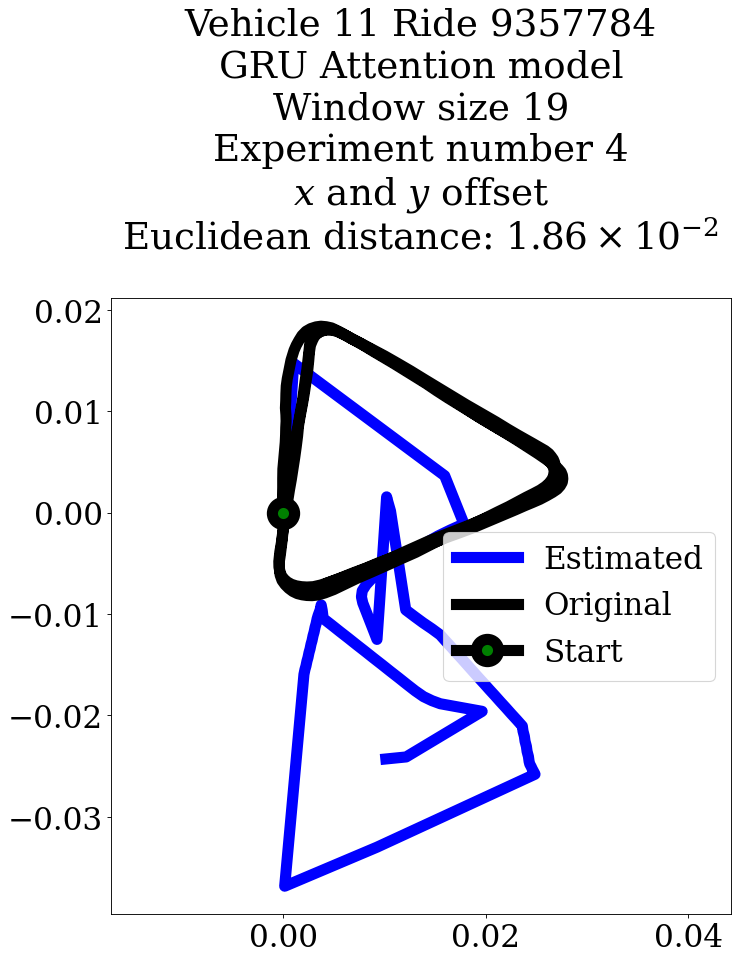 Vehicle 11 Ride 9357784
GRU Attention model
Window size 19
Experiment number 4
x and y offset
Euclidean distance: 1.86 × 10⁻²
0.02
0.01
0.00
−0.01
−0.02
−0.03
Estimated
Original
Start
0.00 0.02 0.04